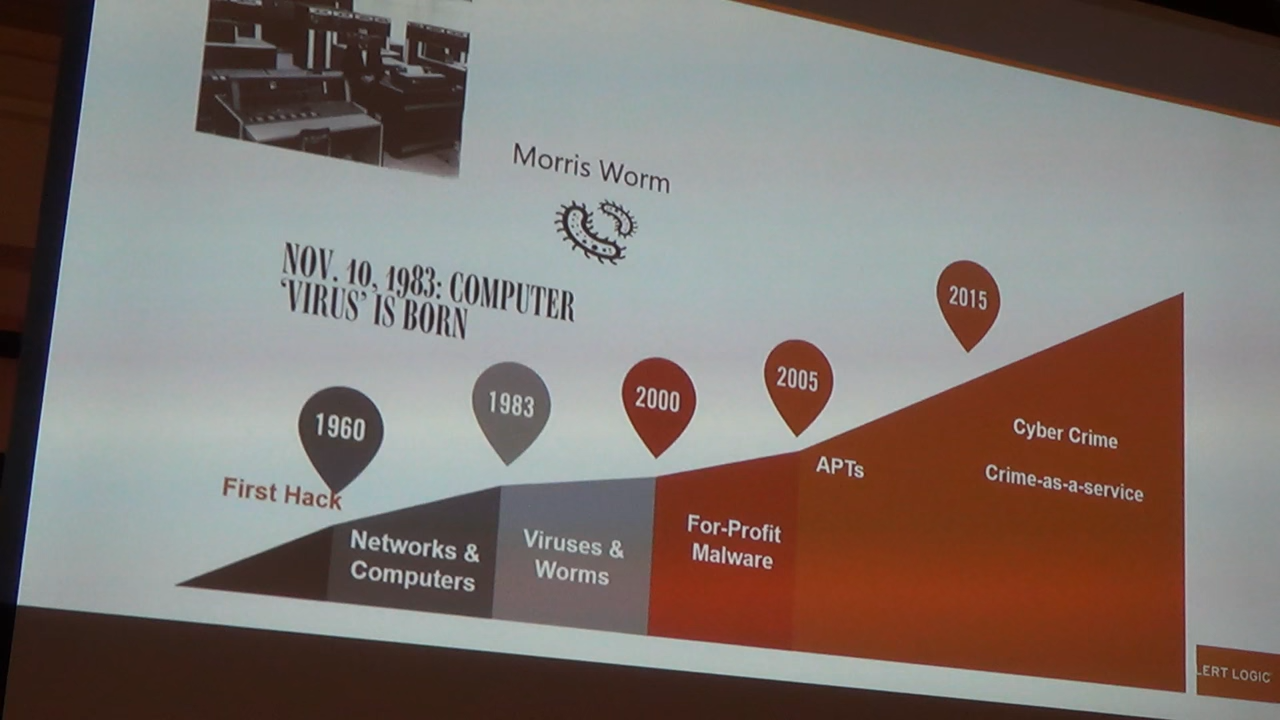 Morris Worm
NOV. 10, 1983: COMPUTER
'VIRUS' IS BORN
1960
1983
2000
2005
2015
First Hack
Networks &
Computers
Viruses &
Worms
For-Profit
Malware
APTs
Cyber Crime
Crime-as-a-service
LERT LOGIC